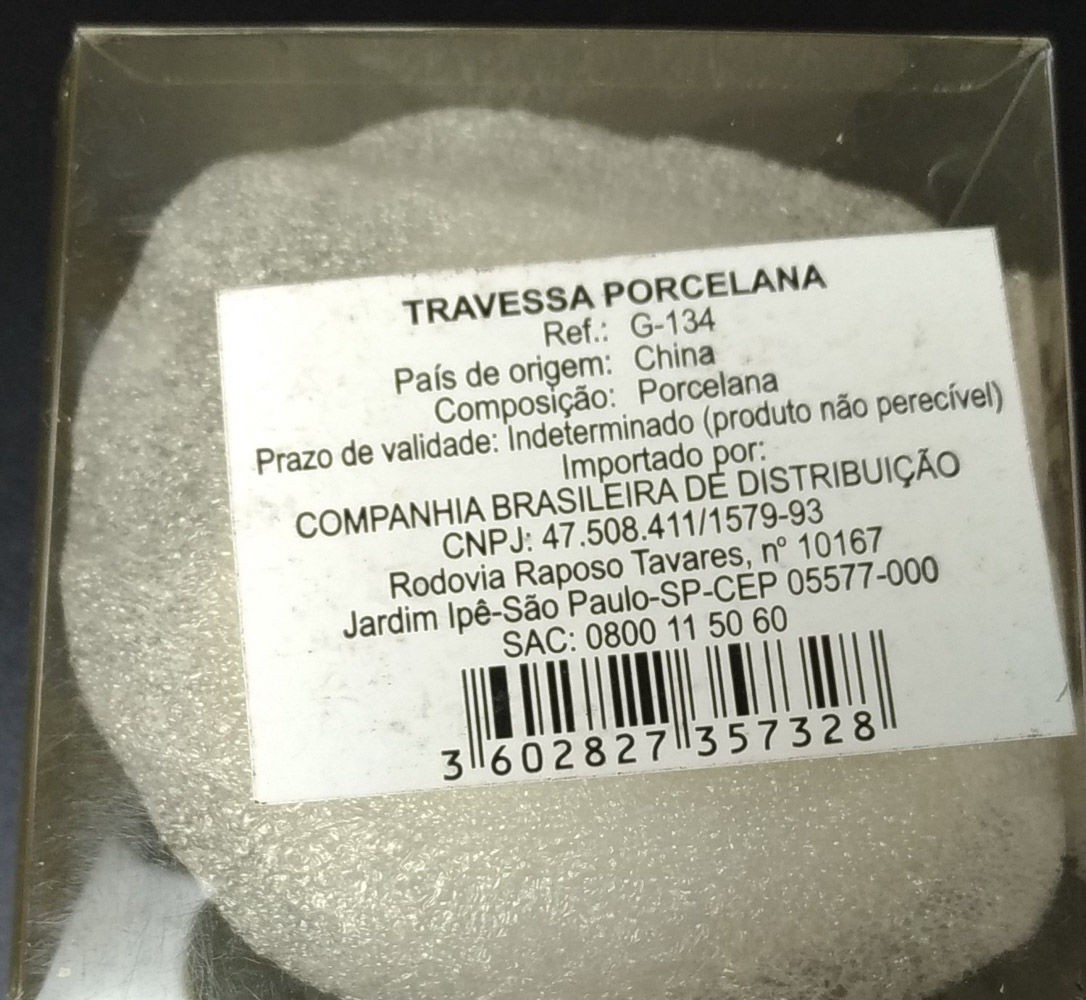 TRAVESSA PORCELANA
Ref.: G-134
País de origem: China
Composição: Porcelana
Prazo de validade: Indeterminado (produto não perecível)
Importado por:
COMPANHIA BRASILEIRA DE DISTRIBUIÇÃO
CNPJ: 47.508.411/1579-93
Rodovia Raposo Tavares, nº 10167
Jardim Ipê-São Paulo-SP-CEP 05577-000
SAC: 0800 11 50 60
3 602827 357328